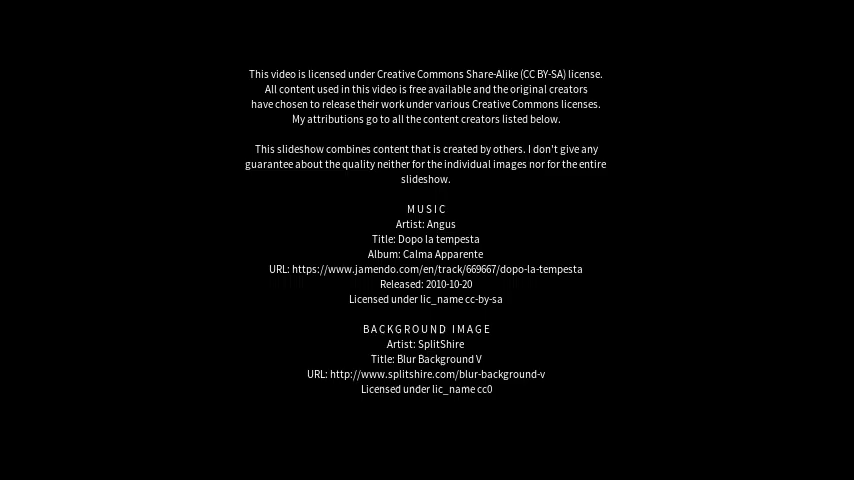 This video is licensed under Creative Commons Share-Alike (CC BY-SA) license.
All content used in this video is free available and the original creators
have chosen to release their work under various Creative Commons licenses.
My attributions go to all the content creators listed below.
This slideshow combines content that is created by others. I don't give any
guarantee about the quality neither for the individual images nor for the entire
slideshow.
MUSIC
Artist: Angus
Title: Dopo la tempesta
Album: Calma Apparente
URL: https://www.jamendo.com/en/track/669667/dopo-la-tempesta
Released: 2010-10-20
Licensed under lic_name cc-by-sa
BACKGROUND IMAGE
Artist: SplitShire
Title: Blur Background V
URL: http://www.splitshire.com/blur-background-v
Licensed under lic_name cc0